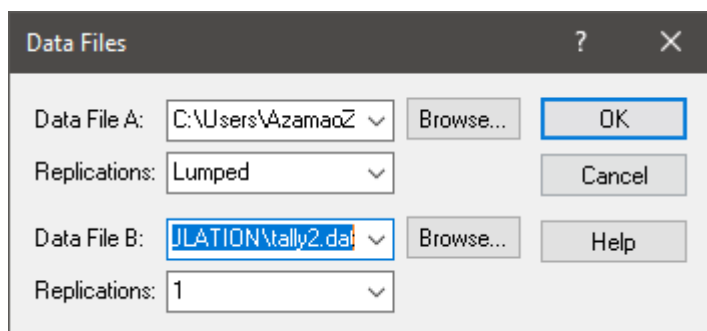 Data Files ? ✕
Data File A: C:\Users\AzamaoZ Browse... OK
Replications: Lumped Cancel
Data File B: JLATION\tally2.dat Browse... Help
Replications: 1